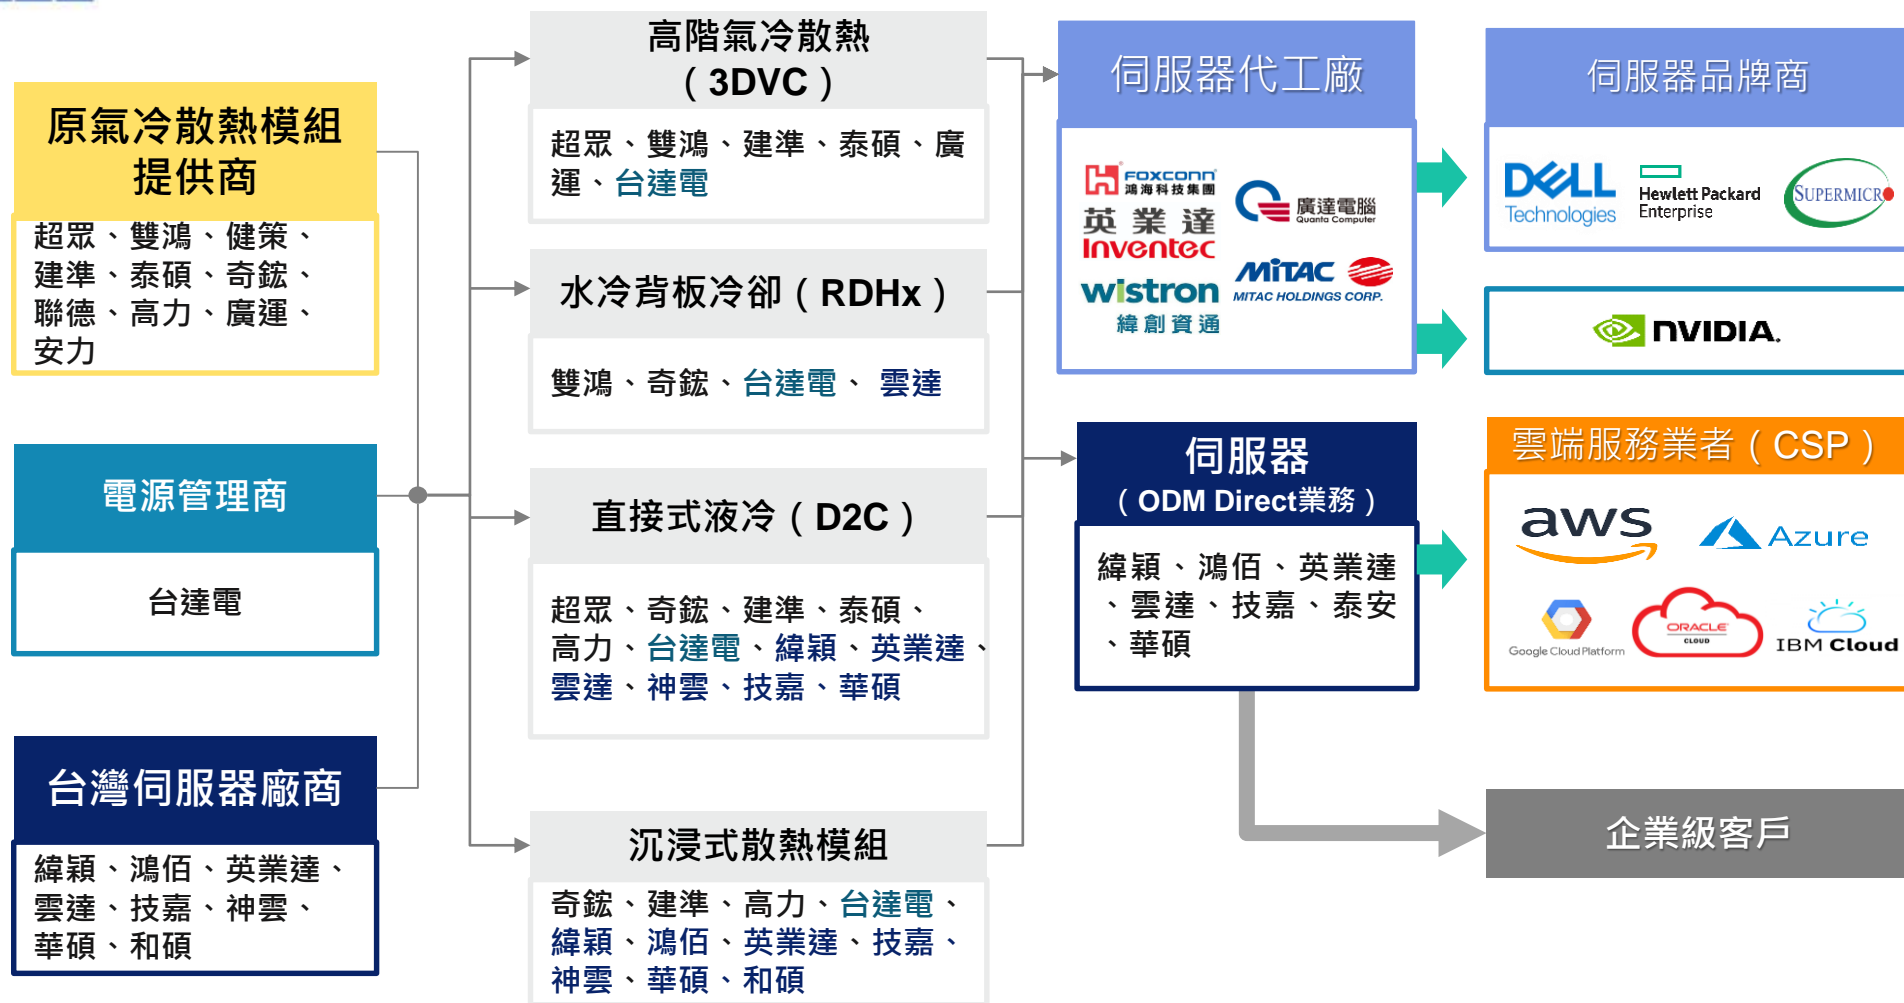 原氣冷散熱模組
提供商
超眾、雙鴻、健策、
建準、泰碩、奇鋐、
聯德、高力、廣運、
安力
電源管理商
台達電
台灣伺服器廠商
緯穎、鴻佰、英業達、
雲達、技嘉、神雲、
華碩、和碩
高階氣冷散熱
（3DVC）
超眾、雙鴻、建準、泰碩、廣
運、台達電
水冷背板冷卻（RDHx）
雙鴻、奇鋐、台達電、 雲達
直接式液冷（D2C）
超眾、奇鋐、建準、泰碩、
高力、台達電、緯穎、英業達、
雲達、神雲、技嘉、華碩
沉浸式散熱模組
奇鋐、建準、高力、台達電、
緯穎、鴻佰、英業達、技嘉、
神雲、華碩、和碩
伺服器代工廠
FOXCONN
鴻海科技集團
廣達電腦
Quanta Computer
英業達
Inventec
MiTAC
MITAC HOLDINGS CORP.
wistron
緯創資通
伺服器
（ODM Direct業務）
緯穎、鴻佰、英業達
、雲達、技嘉、泰安
、華碩
伺服器品牌商
DELL
Technologies
Hewlett Packard
Enterprise
SUPERMICRO
NVIDIA.
雲端服務業者（CSP）
aws
Azure
Google Cloud Platform
ORACLE
CLOUD
IBM Cloud
企業級客戶